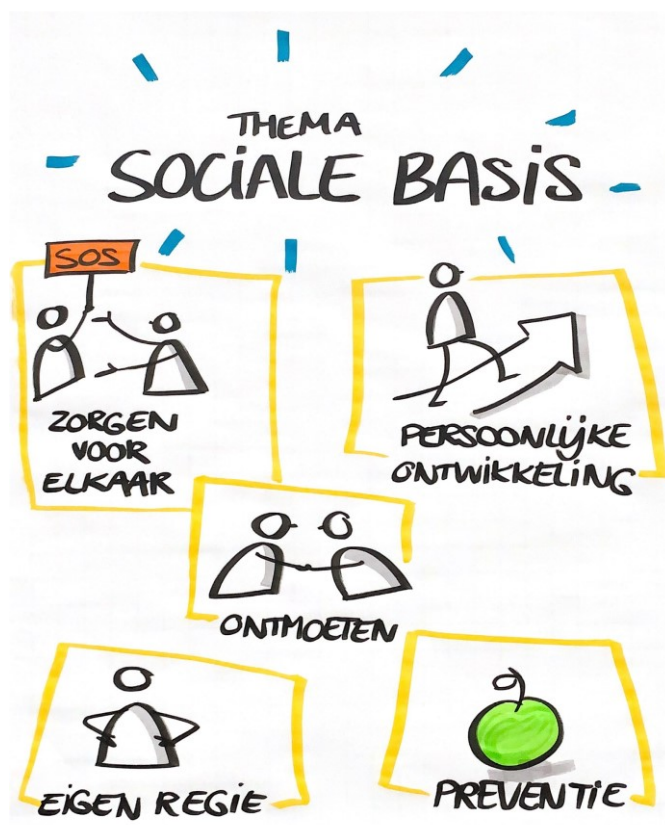 THEMA
SOCIALE BASIS
SOS
ZORGEN
VOOR
ELKAAR
PERSOONLIJKE
ONTWIKKELING
ONTMOETEN
EIGEN REGIE
PREVENTIE